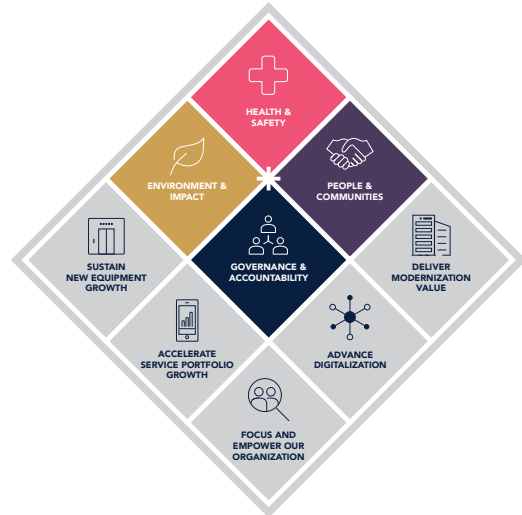 HEALTH &
SAFETY
ENVIRONMENT &
IMPACT
PEOPLE &
COMMUNITIES
SUSTAIN
NEW EQUIPMENT
GROWTH
GOVERNANCE &
ACCOUNTABILITY
DELIVER
MODERNIZATION
VALUE
ACCELERATE
SERVICE PORTFOLIO
GROWTH
ADVANCE
DIGITALIZATION
FOCUS AND
EMPOWER OUR
ORGANIZATION